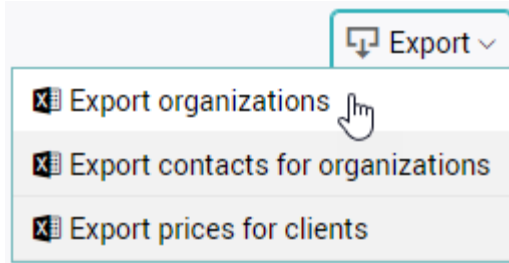 Export
Export organizations
Export contacts for organizations
Export prices for clients